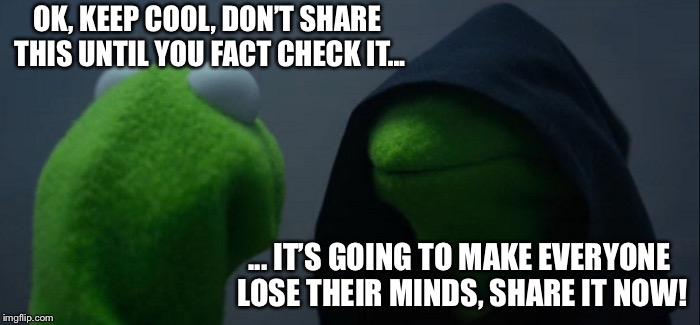 OK, KEEP COOL, DON'T SHARE
THIS UNTIL YOU FACT CHECK IT...
... IT'S GOING TO MAKE EVERYONE
LOSE THEIR MINDS, SHARE IT NOW!
imgflip.com